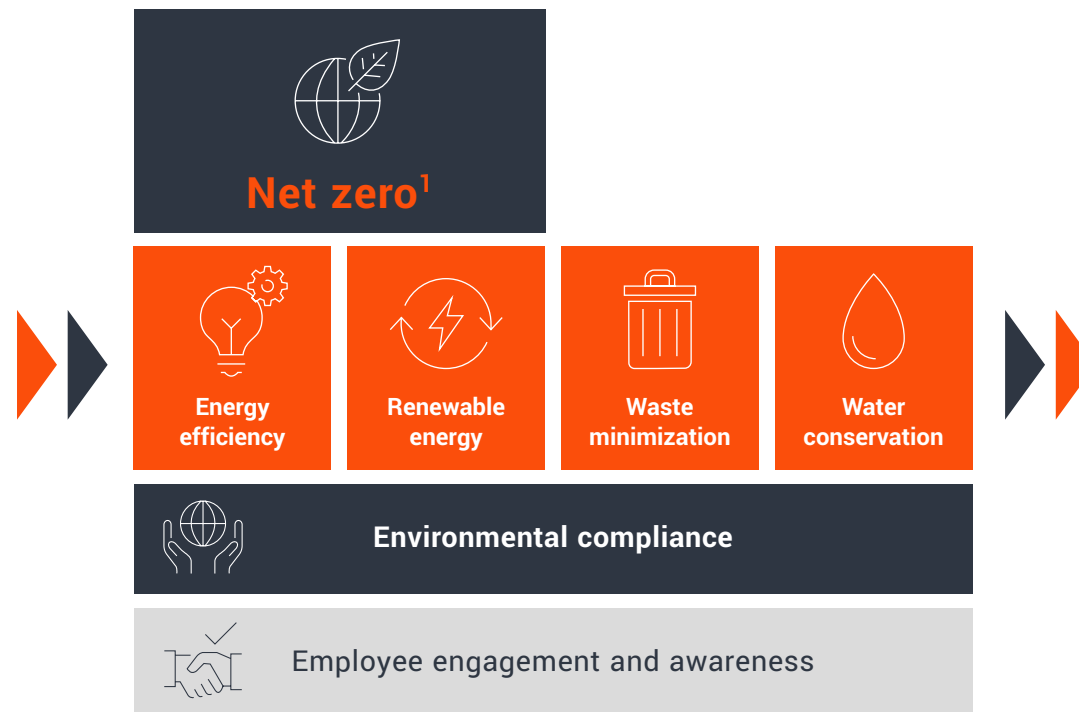 Net zero¹
Energy
efficiency
Renewable
energy
Waste
minimization
Water
conservation
Environmental compliance
Employee engagement and awareness